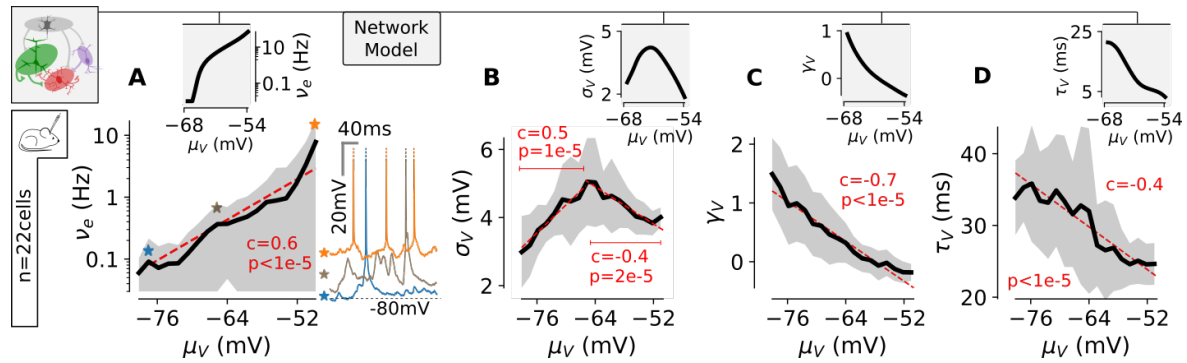 Network
Model
A
νe (Hz)
10
0.1
−68 −54
μV (mV)
B
σV (mV)
5
2
−68 −54
μV (mV)
C
γV
1
0
−68 −54
μV (mV)
D
τV (ms)
15
5
−68 −54
μV (mV)
n=22cells
νe (Hz)
10
1
0.1
c=0.6
p<1e-5
−76 −64 −52
μV (mV)
40ms
20mV
-80mV
σV (mV)
6
4
2
c=0.5
p=1e-5
c=-0.4
p=2e-5
−76 −64 −52
μV (mV)
γV
2
1
0
c=-0.7
p<1e-5
−76 −64 −52
μV (mV)
τV (ms)
40
30
20
c=-0.4
p<1e-5
−76 −64 −52
μV (mV)